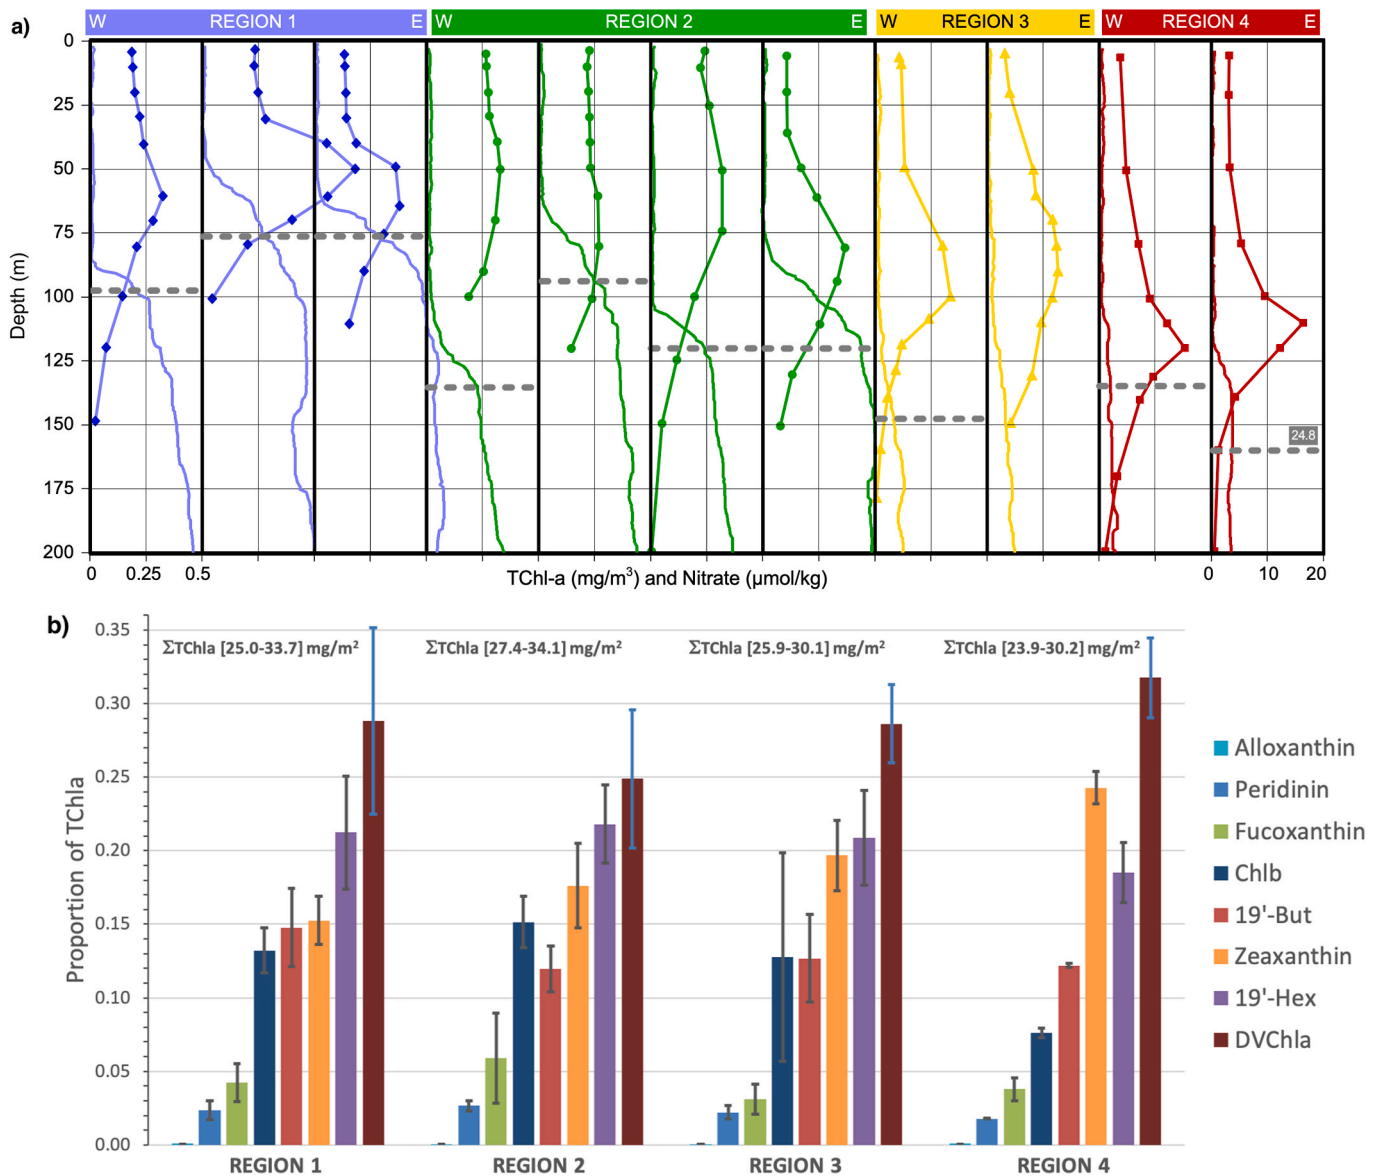 a)
W REGION 1 E W REGION 2 E W REGION 3 E W REGION 4 E
0
25
50
75
100
125
150
175
200
Depth (m)
24.8
0 0.25 0.5 TChl-a (mg/m³) and Nitrate (µmol/kg) 0 10 20
b)
0.35
0.30
0.25
0.20
0.15
0.10
0.05
0.00
Proportion of TChla
ΣTChla [25.0-33.7] mg/m² ΣTChla [27.4-34.1] mg/m² ΣTChla [25.9-30.1] mg/m² ΣTChla [23.9-30.2] mg/m²
Alloxanthin
Peridinin
Fucoxanthin
Chlb
19'-But
Zeaxanthin
19'-Hex
DVChla
REGION 1 REGION 2 REGION 3 REGION 4